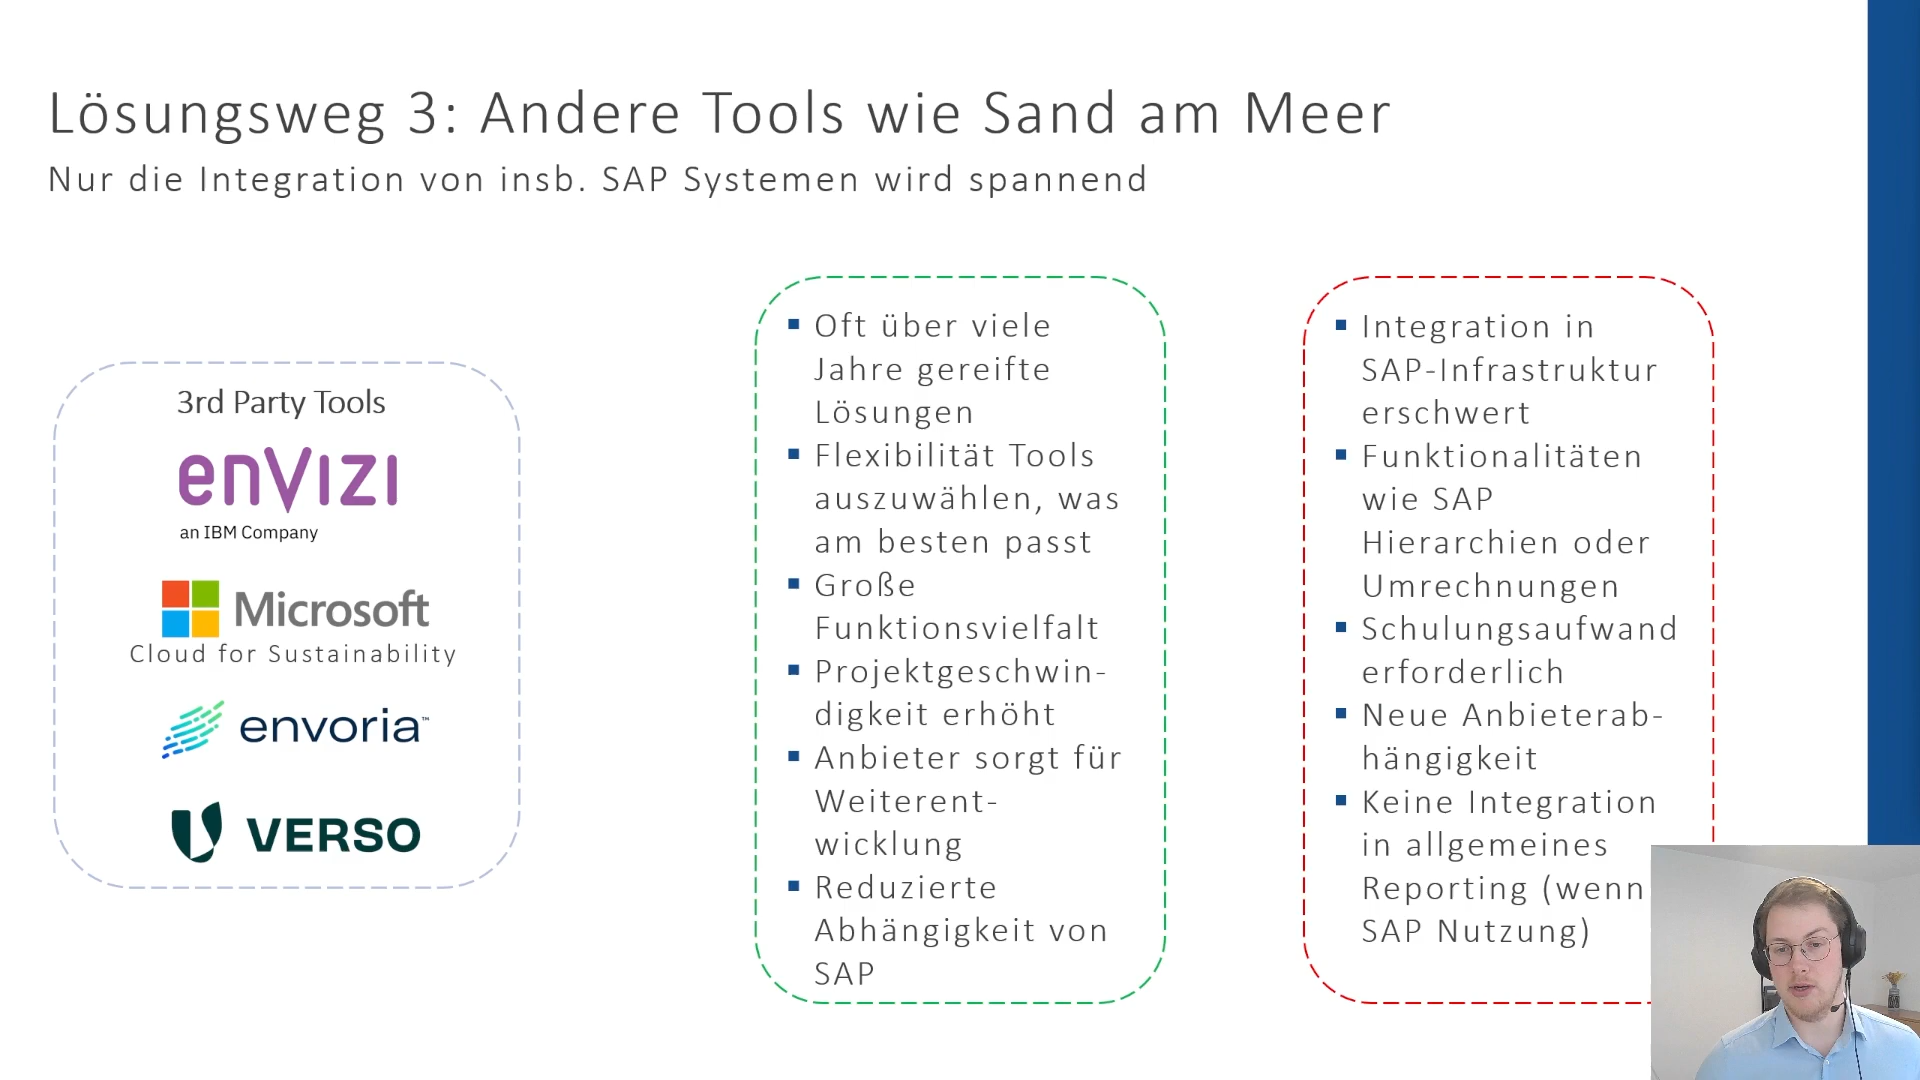 Lösungsweg 3: Andere Tools wie Sand am Meer
Nur die Integration von insb. SAP Systemen wird spannend
3rd Party Tools
enVIZI
an IBM Company
Microsoft
Cloud for Sustainability
envoria™
VERSO
▪ Oft über viele
Jahre gereifte
Lösungen
▪ Flexibilität Tools
auszuwählen, was
am besten passt
▪ Große
Funktionsvielfalt
▪ Projektgeschwin-
digkeit erhöht
▪ Anbieter sorgt für
Weiterent-
wicklung
▪ Reduzierte
Abhängigkeit von
SAP
▪ Integration in
SAP-Infrastruktur
erschwert
▪ Funktionalitäten
wie SAP
Hierarchien oder
Umrechnungen
▪ Schulungsaufwand
erforderlich
▪ Neue Anbieterab-
hängigkeit
▪ Keine Integration
in allgemeines
Reporting (wenn
SAP Nutzung)